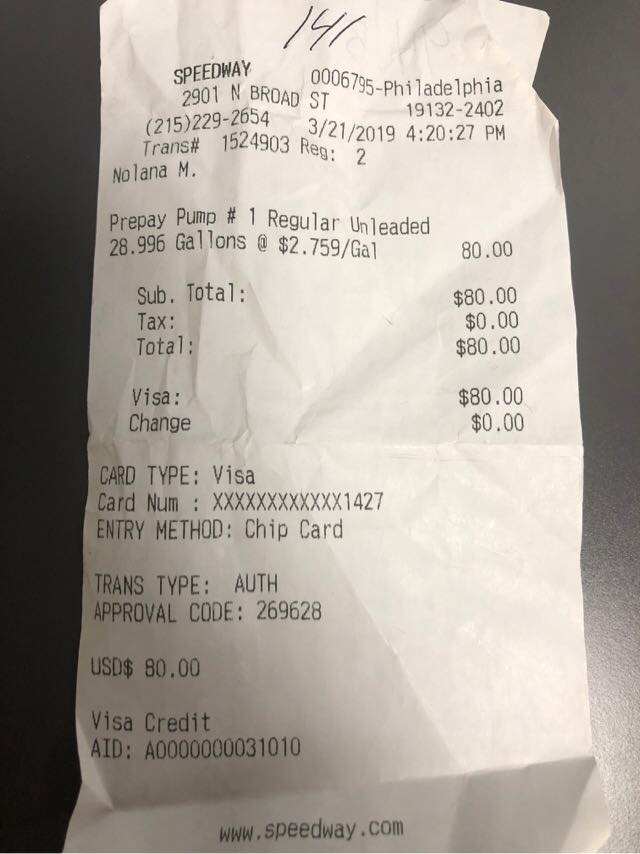 141
SPEEDWAY 0006795-Philadelphia
2901 N BROAD ST 19132-2402
(215)229-2654 3/21/2019 4:20:27 PM
Trans# 1524903 Reg: 2
Nolana M.
Prepay Pump # 1 Regular Unleaded
28.996 Gallons @ $2.759/Gal 80.00
Sub. Total: $80.00
Tax: $0.00
Total: $80.00
Visa: $80.00
Change $0.00
CARD TYPE: Visa
Card Num : XXXXXXXXXXXX1427
ENTRY METHOD: Chip Card
TRANS TYPE: AUTH
APPROVAL CODE: 269628
USD$ 80.00
Visa Credit
AID: A0000000031010
www.speedway.com